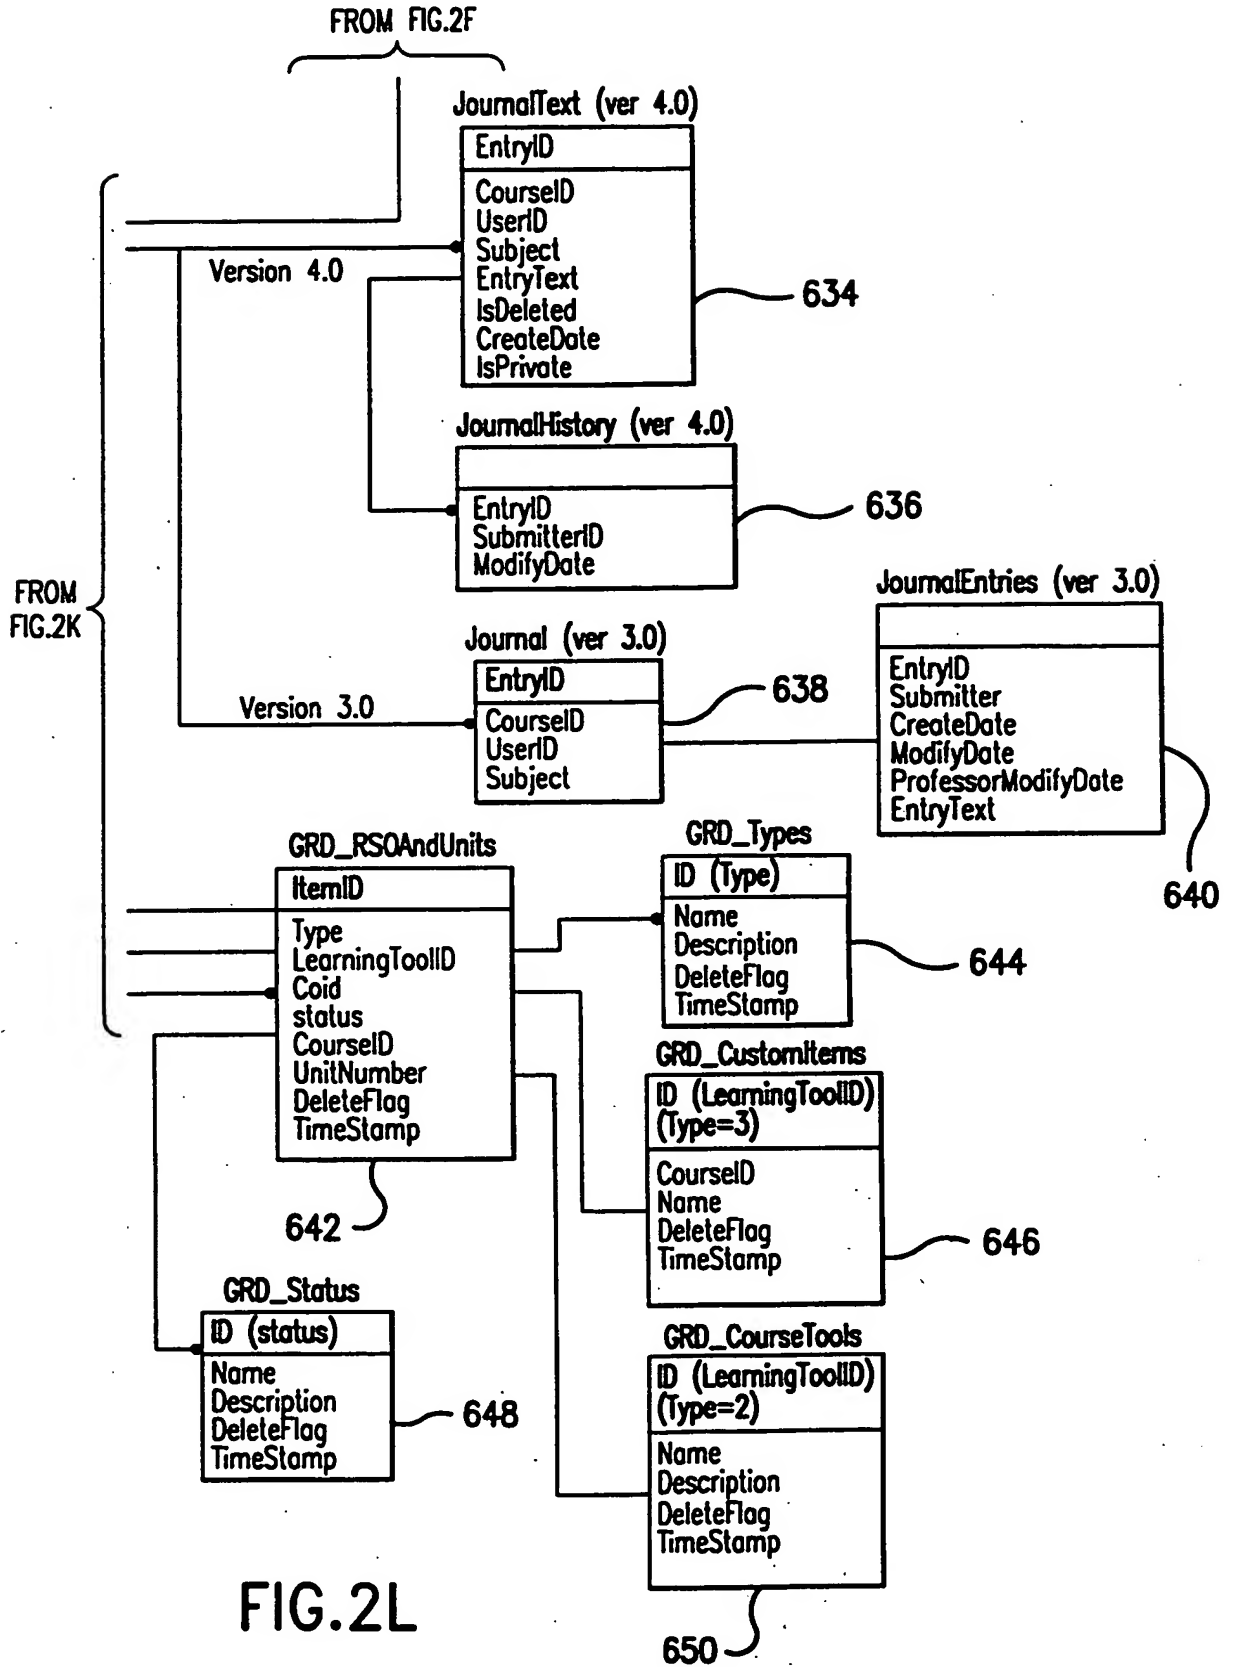 FROM FIG.2F
JournalText (ver 4.0)
EntryID
CourseID
UserID
Subject
EntryText
IsDeleted
CreateDate
IsPrivate
Version 4.0
634
JournalHistory (ver 4.0)
EntryID
SubmitterID
ModifyDate
636
FROM
FIG.2K
JournalEntries (ver 3.0)
EntryID
Submitter
CreateDate
ModifyDate
ProfessorModifyDate
EntryText
640
Journal (ver 3.0)
EntryID
CourseID
UserID
Subject
638
Version 3.0
GRD_RSOAndUnits
ItemID
Type
LearningToolID
Coid
status
CourseID
UnitNumber
DeleteFlag
TimeStamp
642
GRD_Types
ID (Type)
Name
Description
DeleteFlag
TimeStamp
644
GRD_CustomItems
ID (LearningToolID)
(Type=3)
CourseID
Name
DeleteFlag
TimeStamp
646
GRD_Status
ID (status)
Name
Description
DeleteFlag
TimeStamp
648
GRD_CourseTools
ID (LearningToolID)
(Type=2)
Name
Description
DeleteFlag
TimeStamp
650
FIG.2L